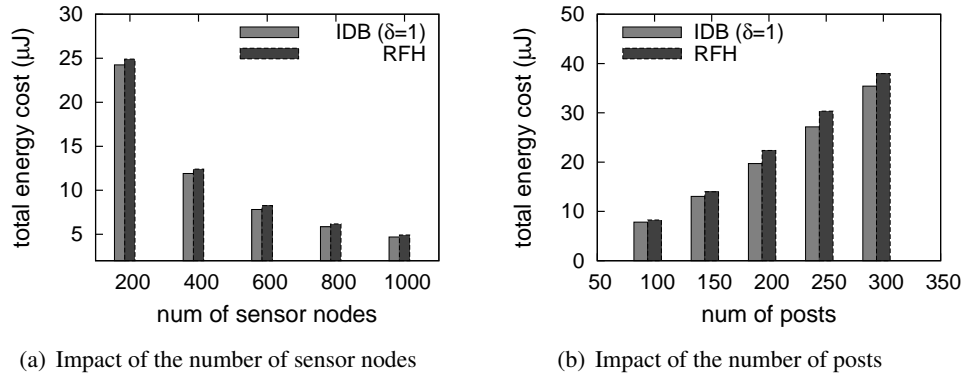 30
25
20
15
10
5
200 400 600 800 1000
total energy cost (μJ)
num of sensor nodes
IDB (δ=1)
RFH
(a) Impact of the number of sensor nodes
50
40
30
20
10
0
50 100 150 200 250 300 350
total energy cost (μJ)
num of posts
IDB (δ=1)
RFH
(b) Impact of the number of posts